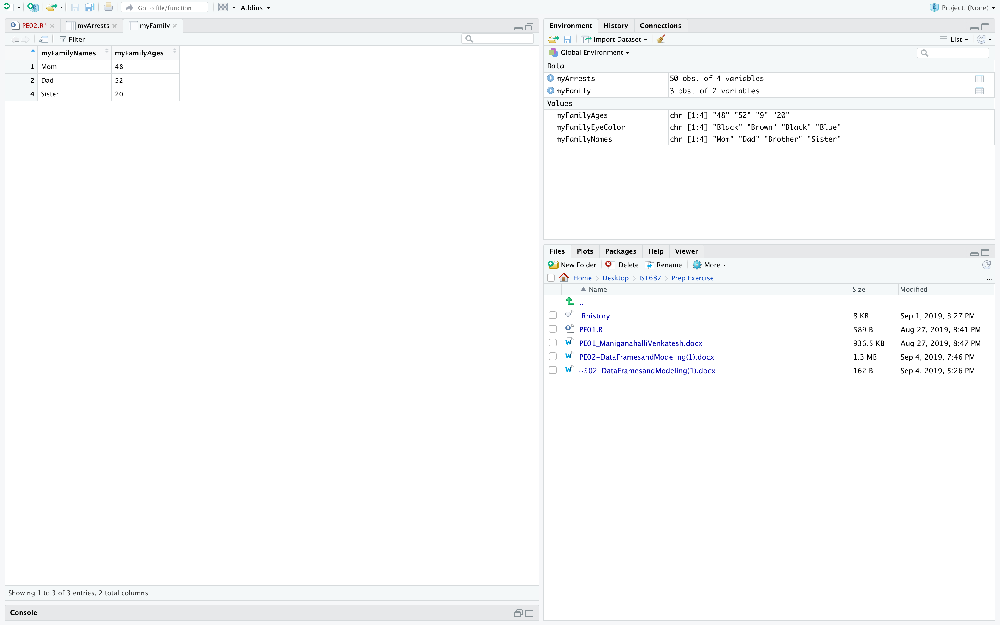 Go to file/function Addins Project: (None)
PE02.R* myArrests myFamily
Filter
myFamilyNames myFamilyAges
1 Mom 48
2 Dad 52
4 Sister 20
Showing 1 to 3 of 3 entries, 2 total columns
Console
Environment History Connections
Import Dataset List
Global Environment
Data
myArrests 50 obs. of 4 variables
myFamily 3 obs. of 2 variables
Values
myFamilyAges chr [1:4] "48" "52" "9" "20"
myFamilyEyeColor chr [1:4] "Black" "Brown" "Black" "Blue"
myFamilyNames chr [1:4] "Mom" "Dad" "Brother" "Sister"
Files Plots Packages Help Viewer
New Folder Delete Rename More
Home Desktop IST687 Prep Exercise ...
Name Size Modified
..
.Rhistory 8 KB Sep 1, 2019, 3:27 PM
PE01.R 589 B Aug 27, 2019, 8:41 PM
PE01_ManiganahalliVenkatesh.docx 936.5 KB Aug 27, 2019, 8:47 PM
PE02-DataFramesandModeling(1).docx 1.3 MB Sep 4, 2019, 7:46 PM
~$02-DataFramesandModeling(1).docx 162 B Sep 4, 2019, 5:26 PM